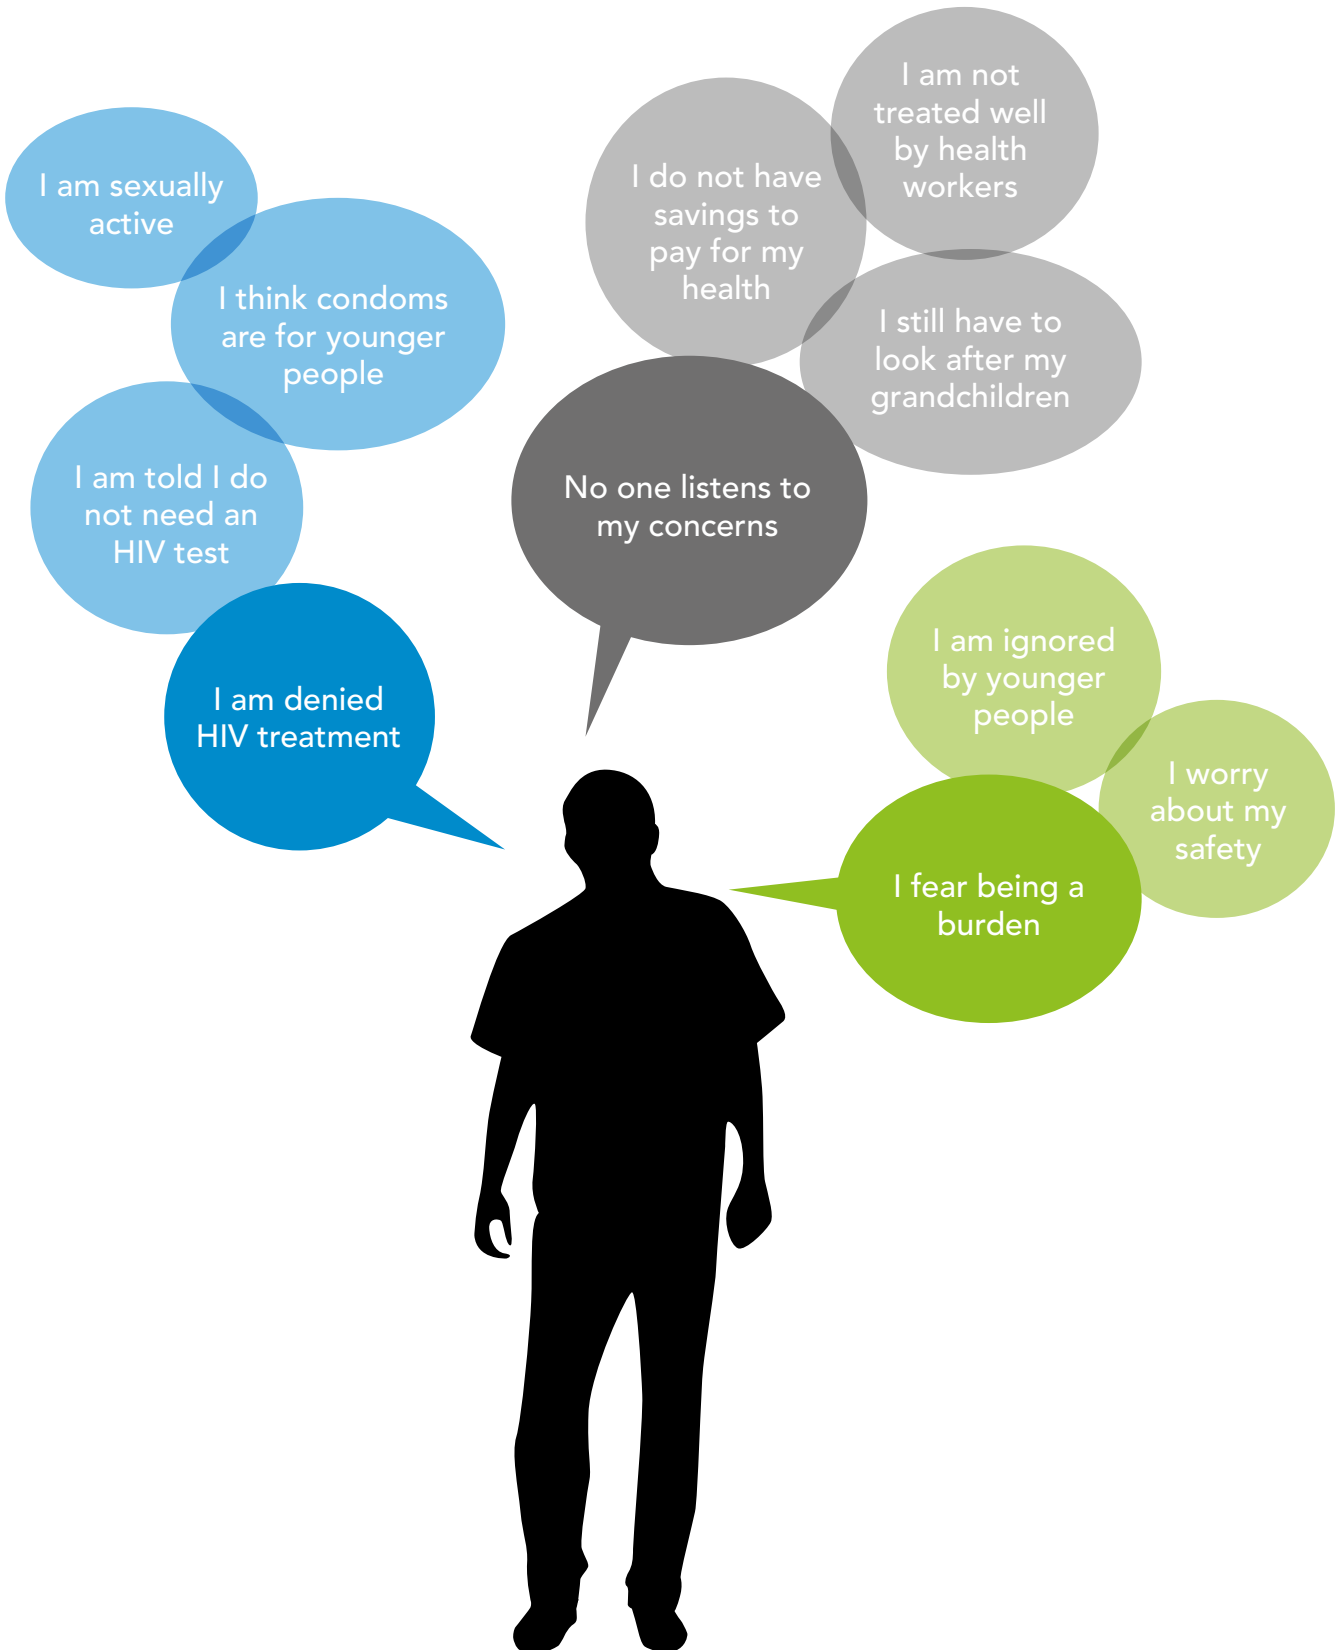 I am sexually
active
I think condoms
are for younger
people
I am told I do
not need an
HIV test
I am denied
HIV treatment
I do not have
savings to
pay for my
health
I am not
treated well
by health
workers
I still have to
look after my
grandchildren
No one listens to
my concerns
I am ignored
by younger
people
I worry
about my
safety
I fear being a
burden